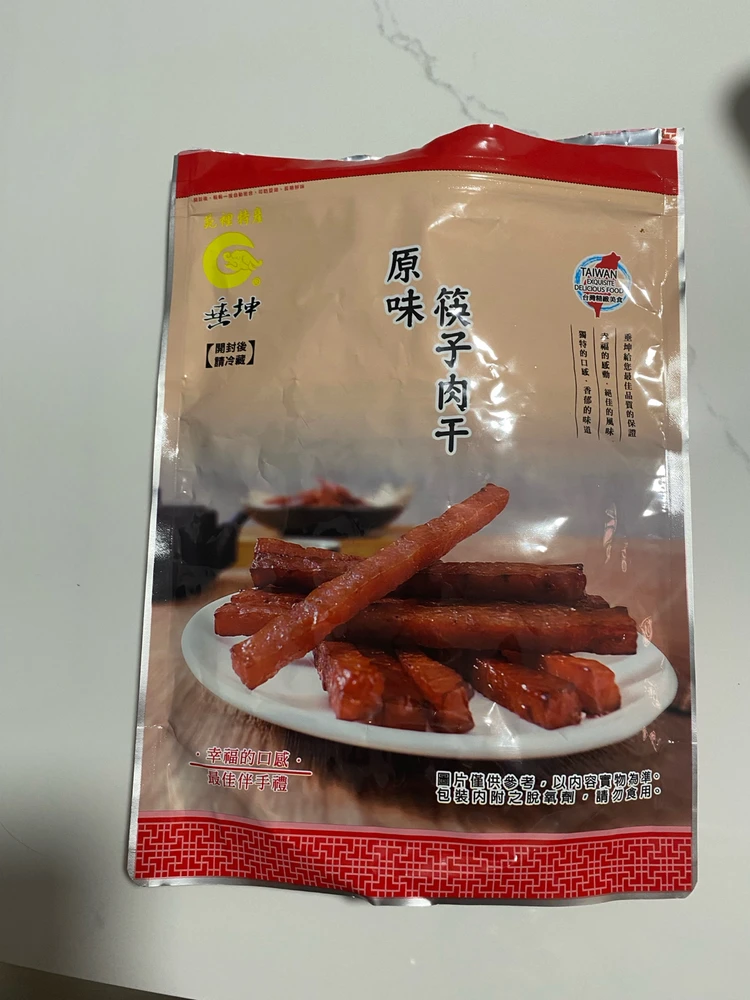 TAIWAN
EXQUISITE
DELICIOUS FOOD
台灣精緻美食
垂坤
【開封後
請冷藏】
原味
筷子肉干
垂坤給您最佳品質的保證
幸福的感動·絕佳的風味
獨特的口感·香郁的味道
·幸福的口感·
最佳伴手禮
圖片僅供參考，以內容實物為準。
包裝內附之脫氧劑，請勿食用。